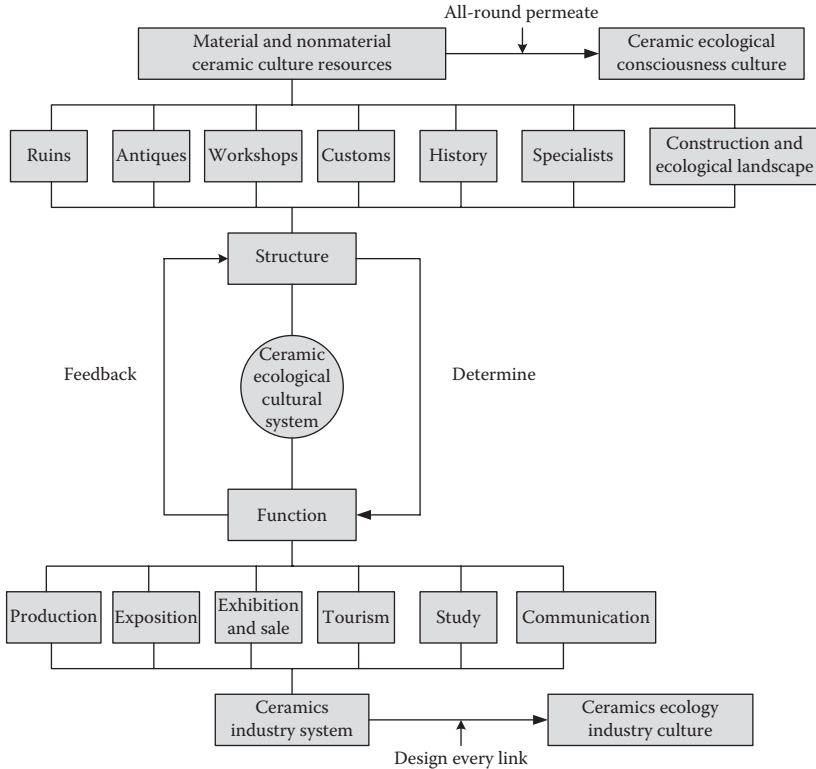 All-round permeate
Material and nonmaterial
ceramic culture resources
Ceramic ecological
consciousness culture
Ruins
Antiques
Workshops
Customs
History
Specialists
Construction and
ecological landscape
Structure
Feedback
Ceramic
ecological
cultural
system
Determine
Function
Production
Exposition
Exhibition
and sale
Tourism
Study
Communication
Ceramics
industry system
Ceramics ecology
industry culture
Design every link